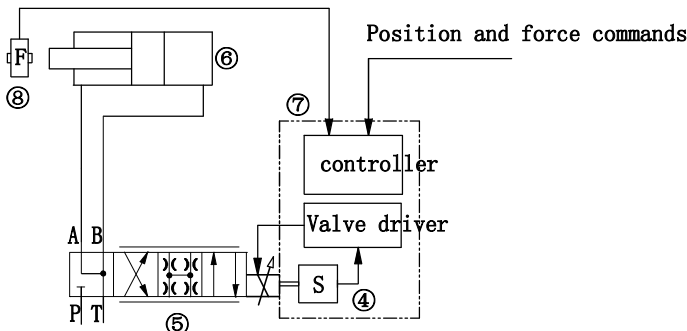 Position and force commands
F
⑧
⑥
⑦
controller
Valve driver
A B
S
④
P T
⑤